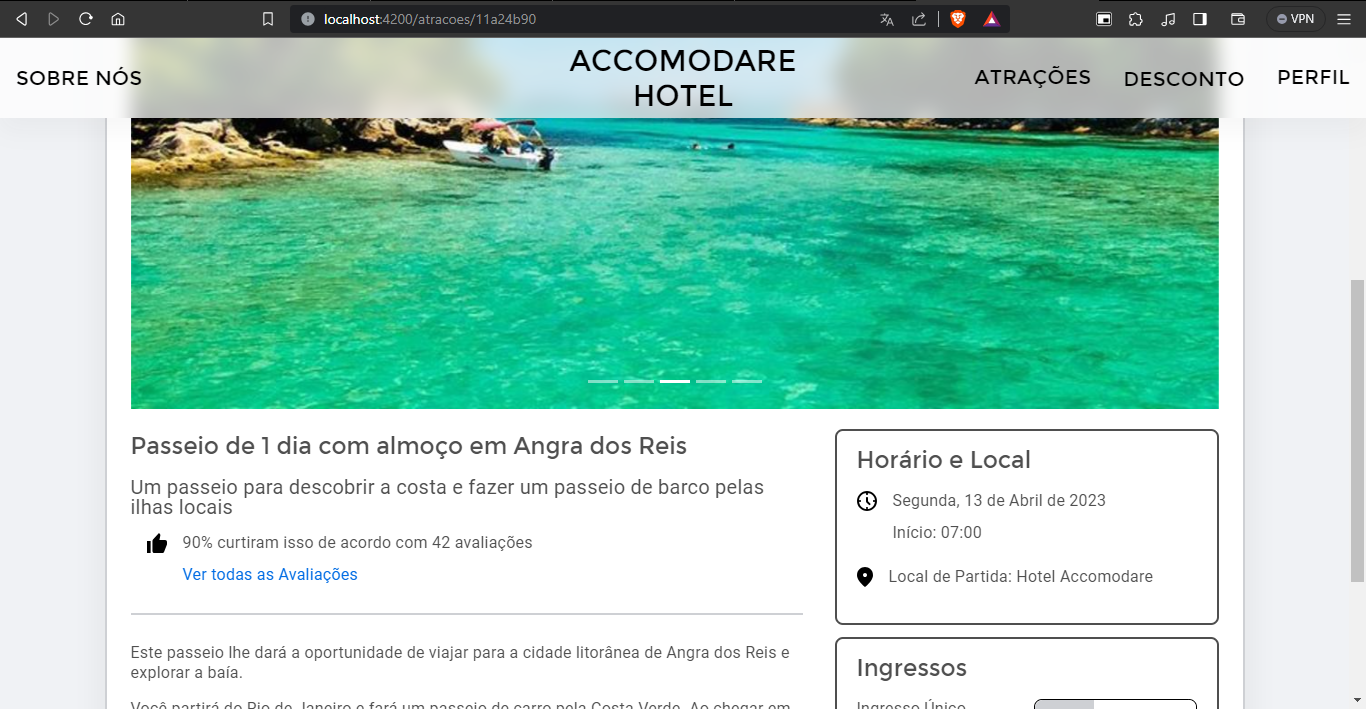 localhost:4200/atracoes/11a24b90
VPN
SOBRE NÓS
ACCOMODARE
HOTEL
ATRAÇÕES
DESCONTO
PERFIL
Passeio de 1 dia com almoço em Angra dos Reis
Um passeio para descobrir a costa e fazer um passeio de barco pelas
ilhas locais
90% curtiram isso de acordo com 42 avaliações
Ver todas as Avaliações
Este passeio lhe dará a oportunidade de viajar para a cidade litorânea de Angra dos Reis e
explorar a baía.
Você partirá do Rio de Janeiro e fará um passeio de carro pela Costa Verde. Ao chegar em
Horário e Local
Segunda, 13 de Abril de 2023
Início: 07:00
Local de Partida: Hotel Accomodare
Ingressos
Ingresso Único